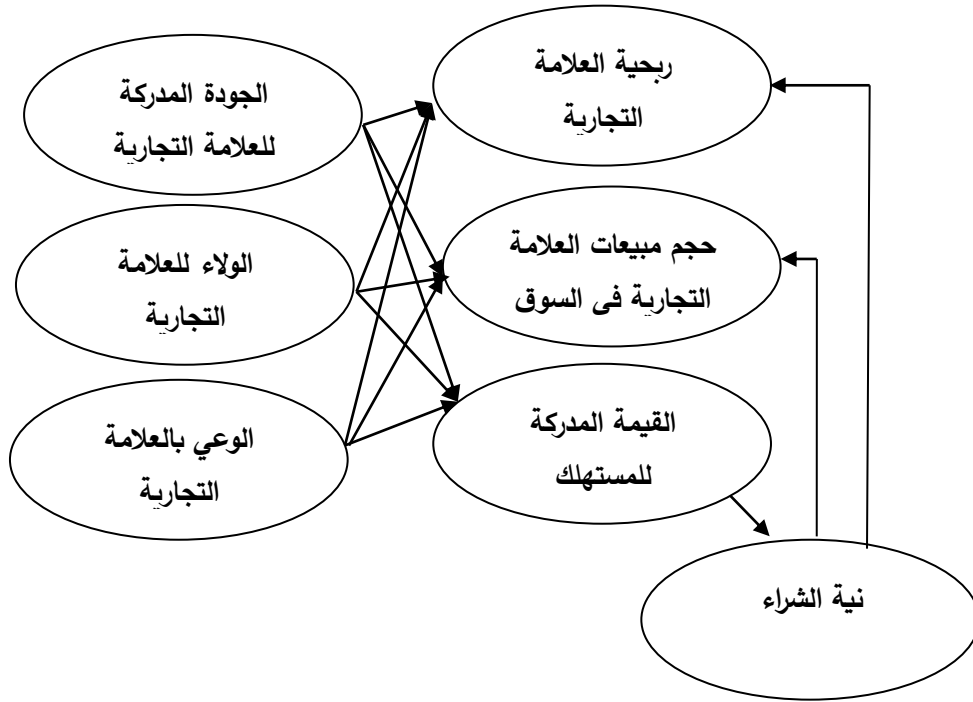 ربحية العلامة
التجارية
الجودة المدركة
للعلامة التجارية
حجم مبيعات العلامة
التجارية فى السوق
الولاء للعلامة
التجارية
القيمة المدركة
للمستهلك
الوعي بالعلامة
التجارية
نية الشراء